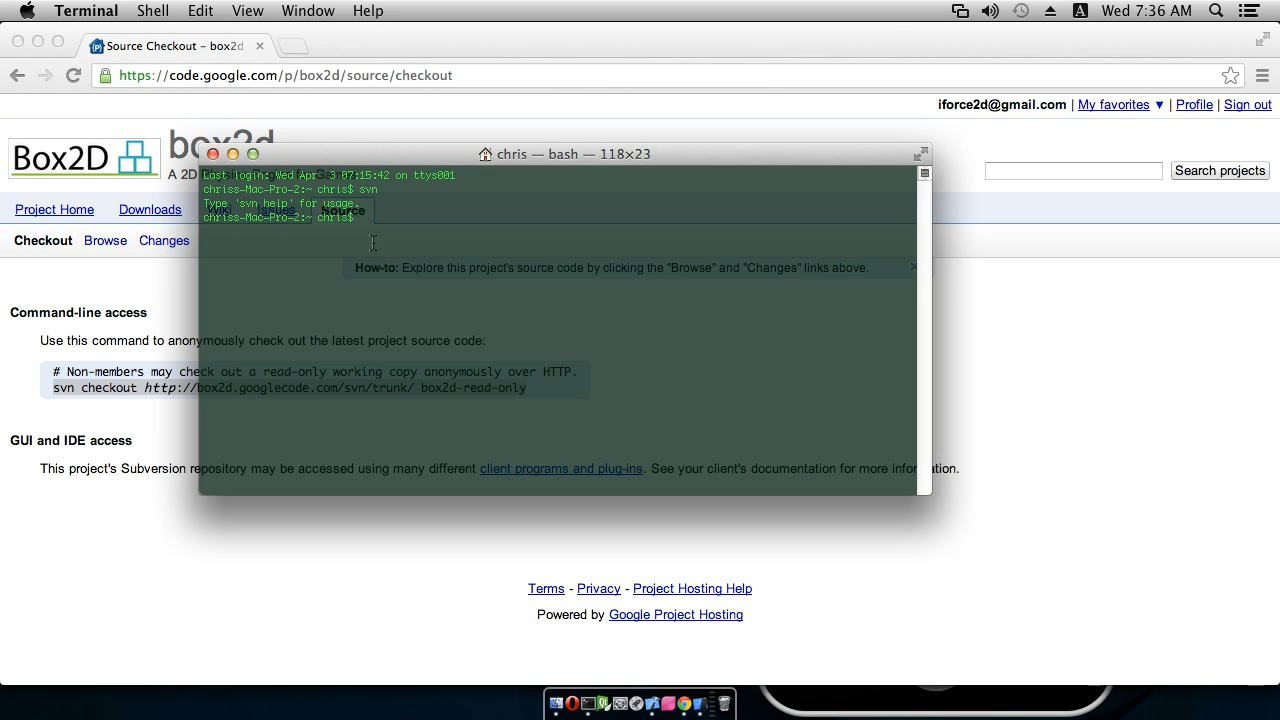 Terminal Shell Edit View Window Help A Wed 7:36 AM
Source Checkout - box2d
https://code.google.com/p/box2d/source/checkout
iforce2d@gmail.com | My favorites ▼ | Profile | Sign out
Box2D
box2d
chris — bash — 118×23
Search projects
Last login: Wed Apr 3 07:15:42 on ttys001
chriss-Mac-Pro-2:~ chris$ svn
Type 'svn help' for usage.
chriss-Mac-Pro-2:~ chris$
Project Home Downloads Wiki Issues Source
Checkout Browse Changes
How-to: Explore this project's source code by clicking the "Browse" and "Changes" links above.
Command-line access
Use this command to anonymously check out the latest project source code:
# Non-members may check out a read-only working copy anonymously over HTTP.
svn checkout http://box2d.googlecode.com/svn/trunk/ box2d-read-only
GUI and IDE access
This project's Subversion repository may be accessed using many different client programs and plug-ins. See your client's documentation for more information.
Terms - Privacy - Project Hosting Help
Powered by Google Project Hosting